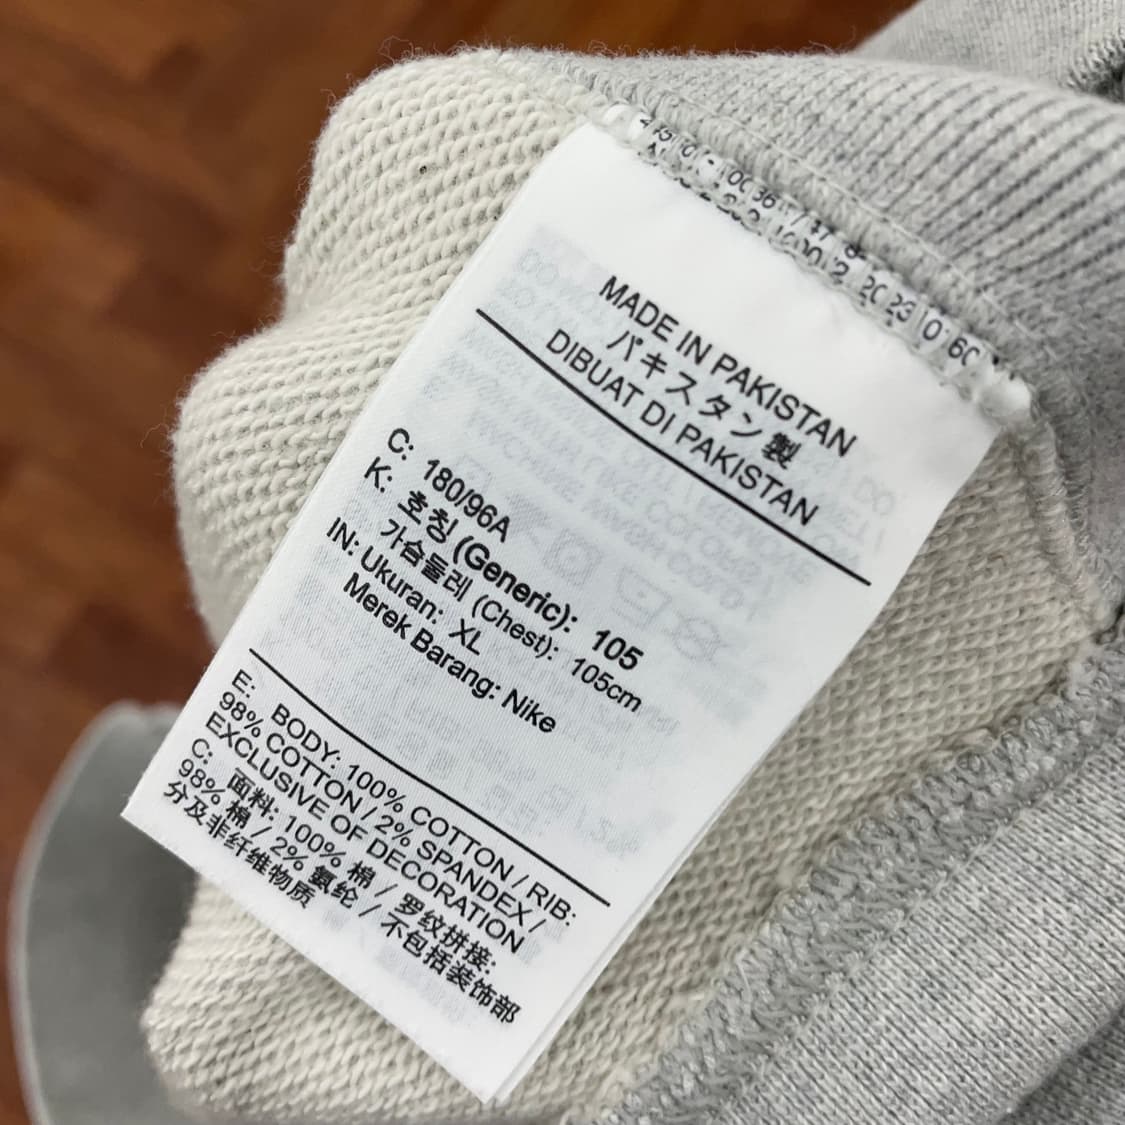 MADE IN PAKISTAN
パキスタン製
DIBUAT DI PAKISTAN
C: 180/96A
K: 호칭 (Generic): 105
가슴둘레 (Chest): 105cm
IN: Ukuran: XL
Merek Barang: Nike
E: BODY: 100% COTTON / RIB:
98% COTTON / 2% SPANDEX /
EXCLUSIVE OF DECORATION
C: 面料: 100% 棉 / 罗纹拼接:
98% 棉 / 2% 氨纶 / 不包括装饰部
分及非纤维物质